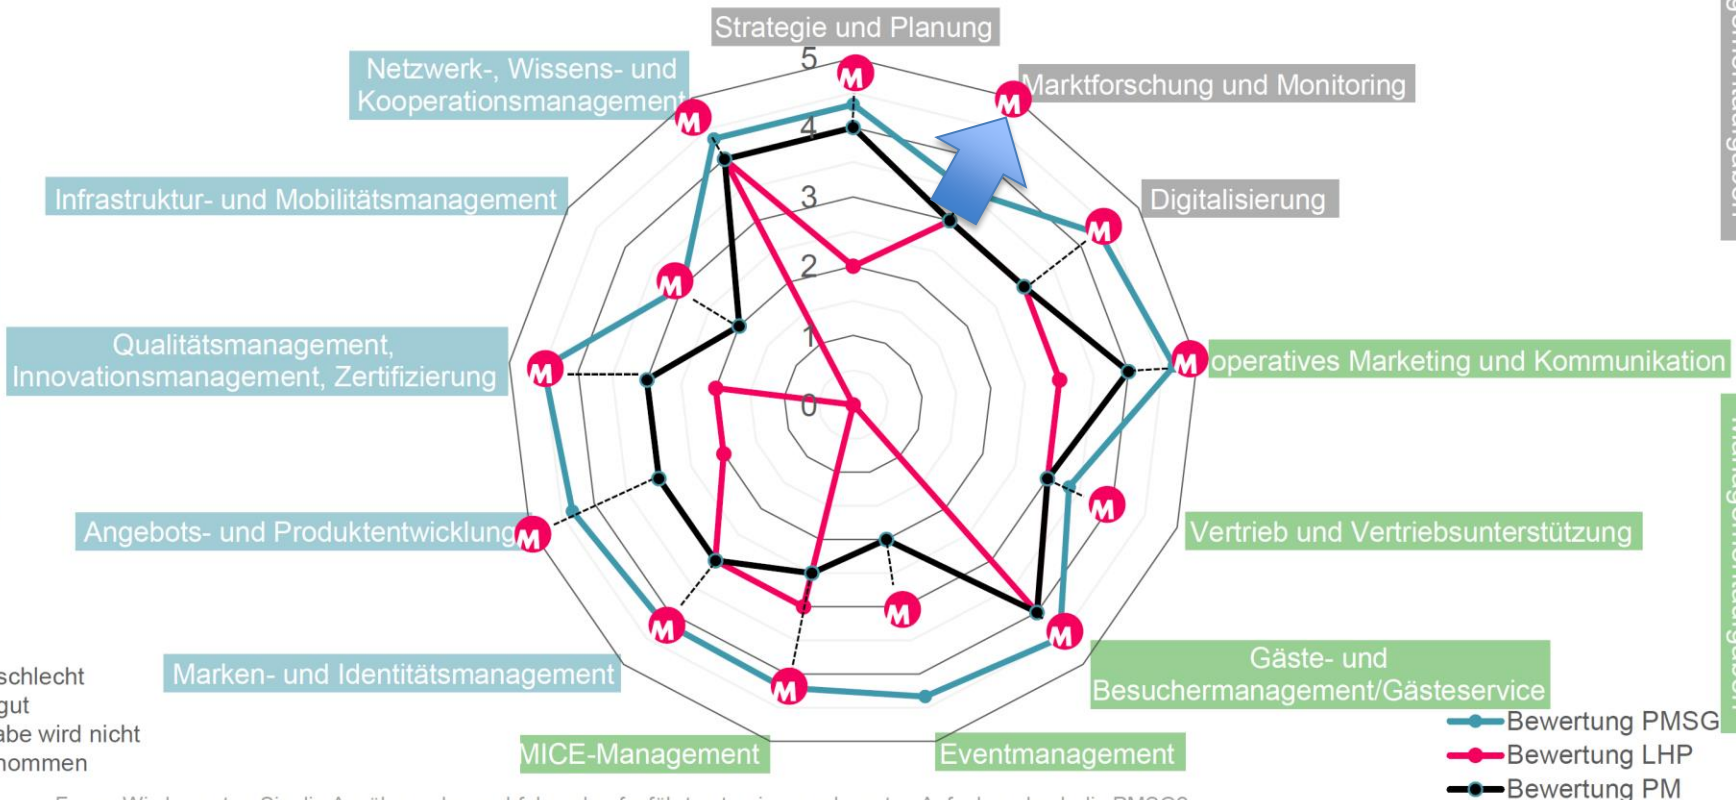 Strategie und Planung
Netzwerk-, Wissens- und
Kooperationsmanagement
Marktforschung und Monitoring
Infrastruktur- und Mobilitätsmanagement
Digitalisierung
Qualitätsmanagement,
Innovationsmanagement, Zertifizierung
operatives Marketing und Kommunikation
Angebots- und Produktentwicklung
Vertrieb und Vertriebsunterstützung
Marken- und Identitätsmanagement
Gäste- und
Besuchermanagement/Gästeservice
MICE-Management
Eventmanagement
5
4
3
2
1
0
M
M
M
M
M
M
M
M
M
M
M
M
M
schlecht
gut
abe wird nicht
nommen
Bewertung PMSG
Bewertung LHP
Bewertung PM